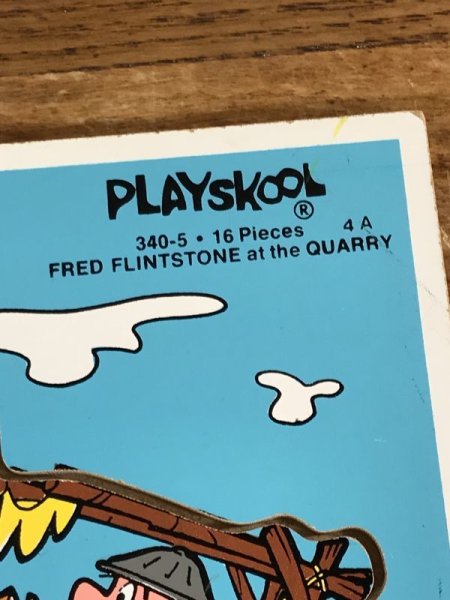 PLAYSKOOL
®
340-5 • 16 Pieces 4 A
FRED FLINTSTONE at the QUARRY